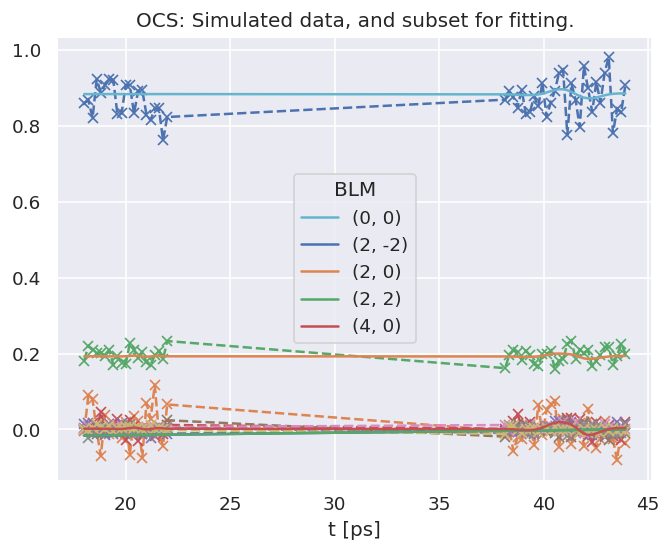 OCS: Simulated data, and subset for fitting.
1.0
0.8
0.6
0.4
0.2
0.0
BLM
(0, 0)
(2, -2)
(2, 0)
(2, 2)
(4, 0)
20 25 30 35 40 45
t [ps]